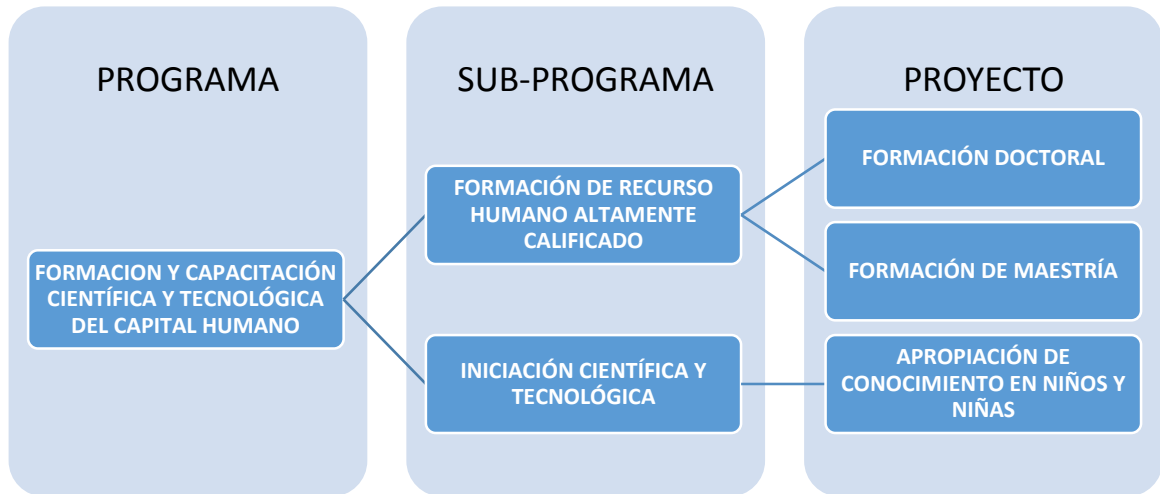 PROGRAMA
FORMACION Y CAPACITACIÓN
CIENTÍFICA Y TECNOLÓGICA
DEL CAPITAL HUMANO
SUB-PROGRAMA
FORMACIÓN DE RECURSO
HUMANO ALTAMENTE
CALIFICADO
INICIACIÓN CIENTÍFICA Y
TECNOLÓGICA
PROYECTO
FORMACIÓN DOCTORAL
FORMACIÓN DE MAESTRÍA
APROPIACIÓN DE
CONOCIMIENTO EN NIÑOS Y
NIÑAS